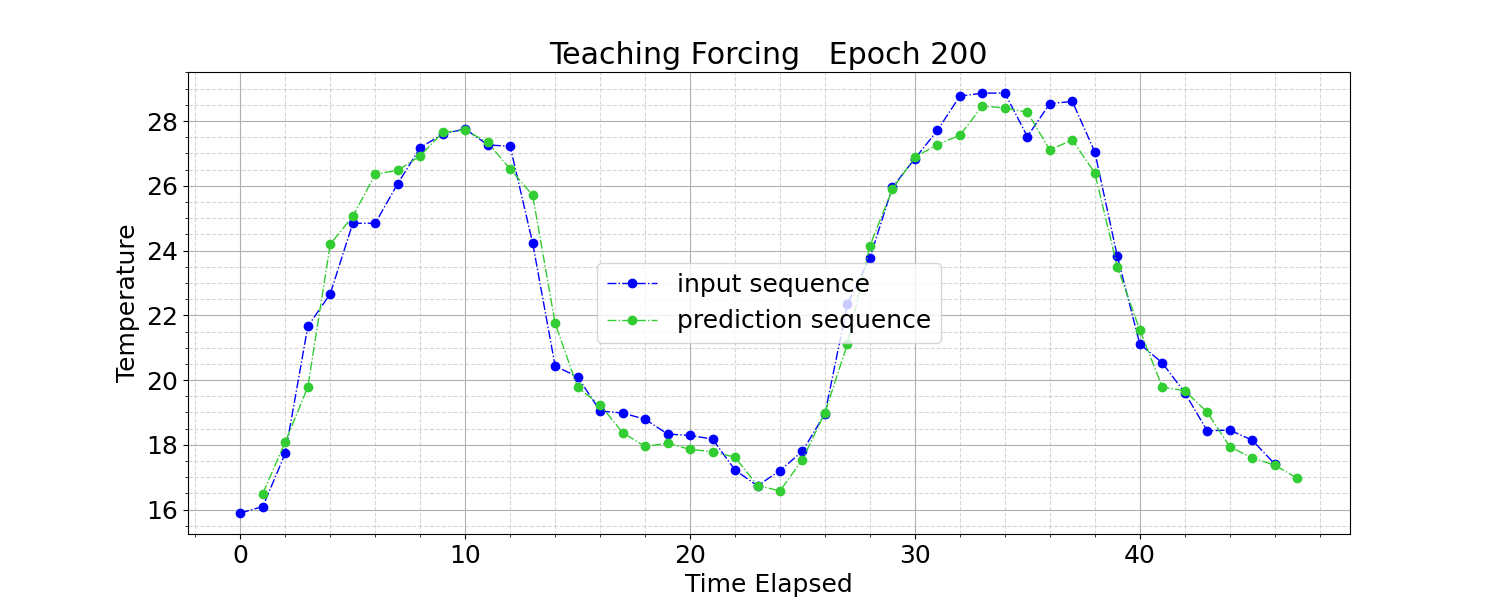 Teaching Forcing   Epoch 200
28
26
24
22
20
18
16
Temperature
input sequence
prediction sequence
0 10 20 30 40
Time Elapsed